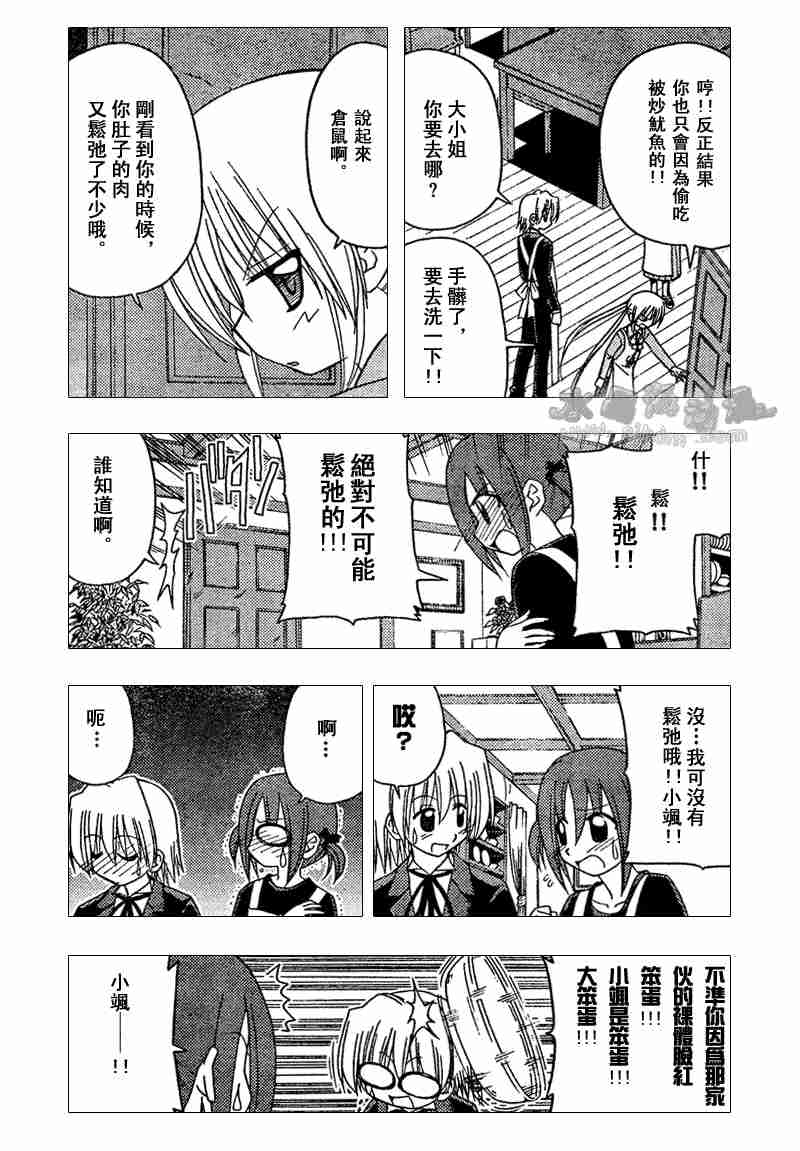 哼!!反正結果
你也只會因為偷吃
被炒魷魚的!!
大小姐
你要去哪？
手髒了，
要去洗一下!!
說起來
倉鼠啊。
剛看到你的時候，
你肚子的肉
又鬆弛了不少哦。
什!!
鬆!!
鬆弛!!
絕對不可能
鬆弛的!!!
誰知道啊。
沒…我可沒有
鬆弛哦!!小颯!!
哎？
啊…
呃…
不準你因為那家
伙的裸體臉紅
笨蛋!!!
小颯是笨蛋!!!
大笨蛋!!!
小颯——!!